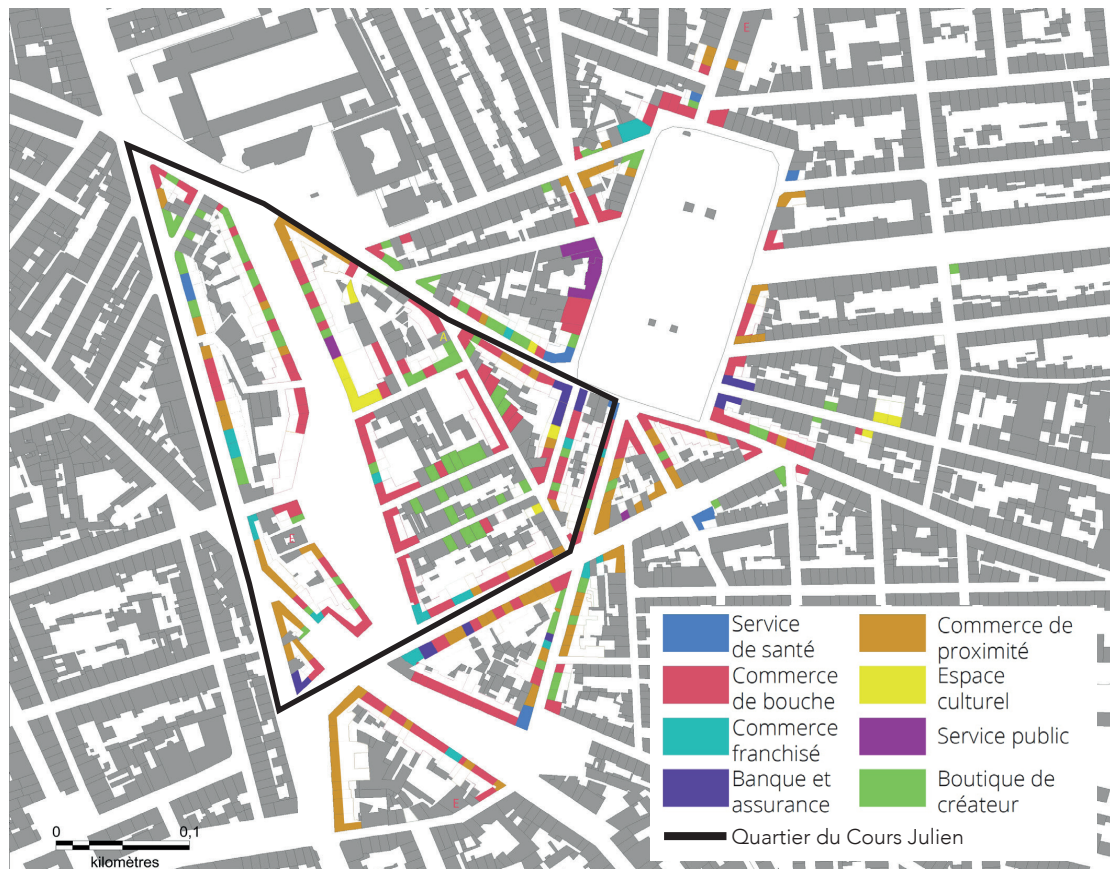 E
A
A
E
Service
de santé
Commerce
de bouche
Commerce
franchisé
Banque et
assurance
Commerce de
proximité
Espace
culturel
Service public
Boutique de
créateur
Quartier du Cours Julien
0 0,1
kilomètres